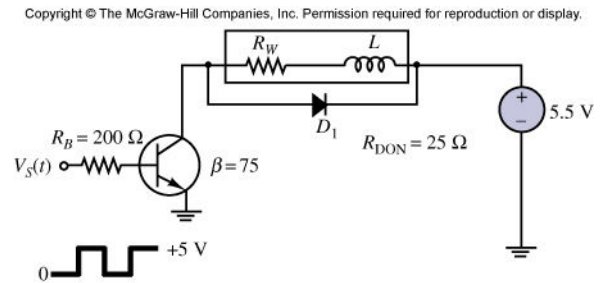 Copyright © The McGraw-Hill Companies, Inc. Permission required for reproduction or display.
R_W
L
+
−
5.5 V
D_1
R_DON = 25 Ω
R_B = 200 Ω
V_S(t)
β=75
+5 V
0